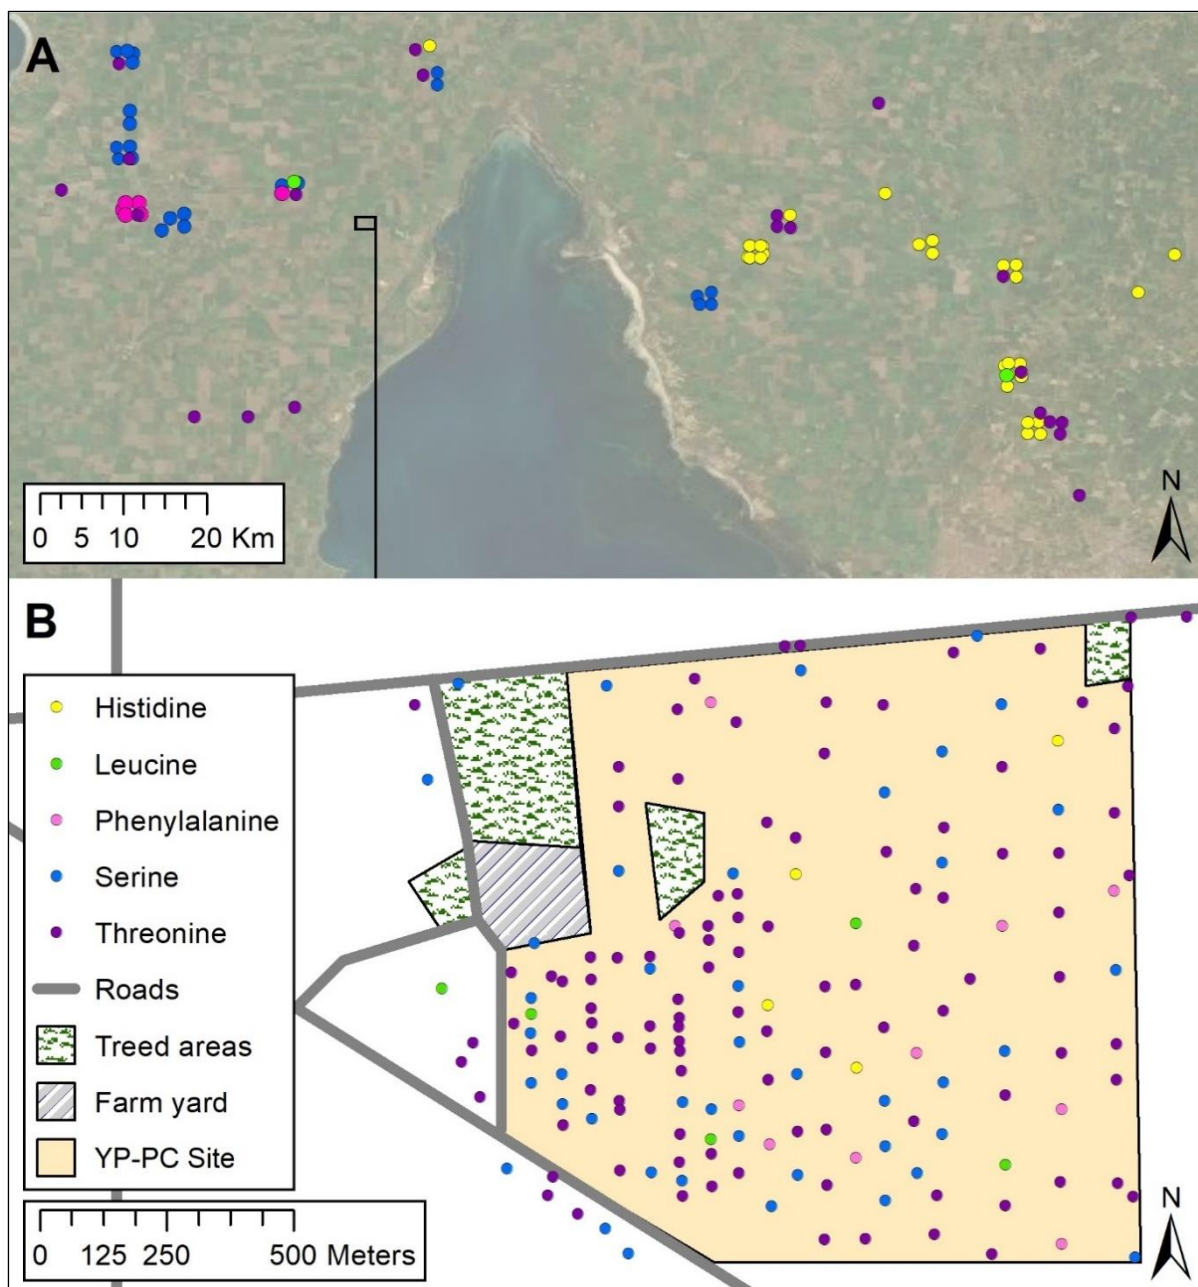 A
N
0 5 10 20 Km
B
Histidine
Leucine
Phenylalanine
Serine
Threonine
Roads
Treed areas
Farm yard
YP-PC Site
N
0 125 250 500 Meters